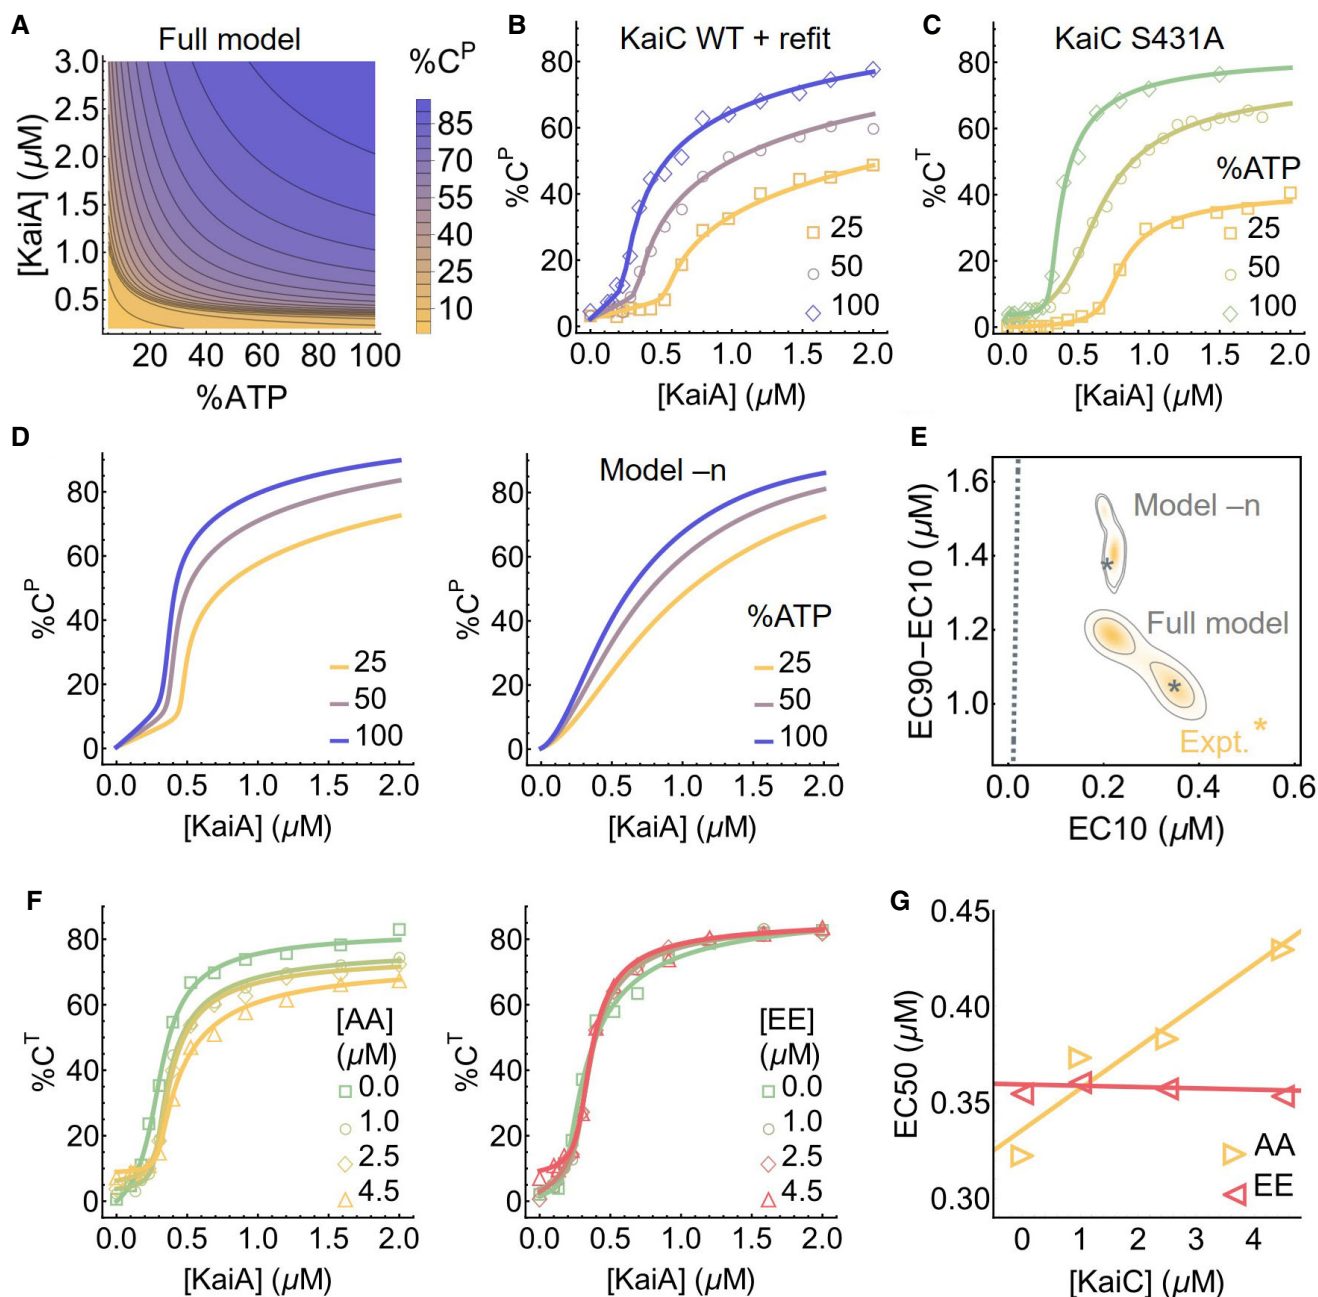 A
Full model
%C^P
[KaiA] (μM)
3.0
2.5
2.0
1.5
1.0
0.5
20 40 60 80 100
%ATP
85
70
55
40
25
10
B
KaiC WT + refit
%C^P
80
60
40
20
0
0.0 0.5 1.0 1.5 2.0
[KaiA] (μM)
25
50
100
C
KaiC S431A
%C^T
80
60
40
20
0
0.0 0.5 1.0 1.5 2.0
[KaiA] (μM)
%ATP
25
50
100
D
%C^P
80
60
40
20
0
0.0 0.5 1.0 1.5 2.0
[KaiA] (μM)
25
50
100
Model –n
%C^P
80
60
40
20
0
0.0 0.5 1.0 1.5 2.0
[KaiA] (μM)
%ATP
25
50
100
E
EC90–EC10 (μM)
1.6
1.4
1.2
1.0
0.0 0.2 0.4 0.6
EC10 (μM)
Model –n
*
Full model
*
Expt. *
F
%C^T
80
60
40
20
0
0.0 0.5 1.0 1.5 2.0
[KaiA] (μM)
[AA]
(μM)
0.0
1.0
2.5
4.5
%C^T
80
60
40
20
0
0.0 0.5 1.0 1.5 2.0
[KaiA] (μM)
[EE]
(μM)
0.0
1.0
2.5
4.5
G
EC50 (μM)
0.45
0.40
0.35
0.30
0 1 2 3 4
[KaiC] (μM)
AA
EE